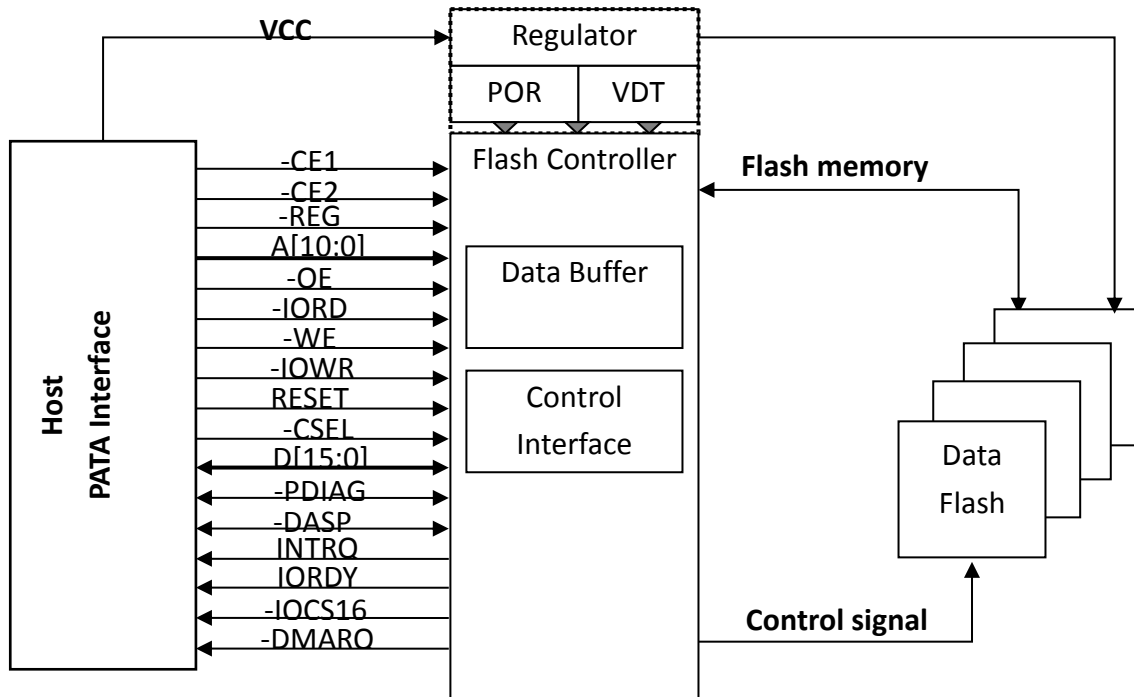 VCC
Regulator
POR
VDT
Flash Controller
-CE1
-CE2
-REG
A[10:0]
-OE
-IORD
-WE
-IOWR
RESET
-CSEL
D[15:0]
-PDIAG
-DASP
INTRQ
IORDY
-IOCS16
-DMARQ
Host
PATA Interface
Data Buffer
Control
Interface
Flash memory
Data
Flash
Control signal